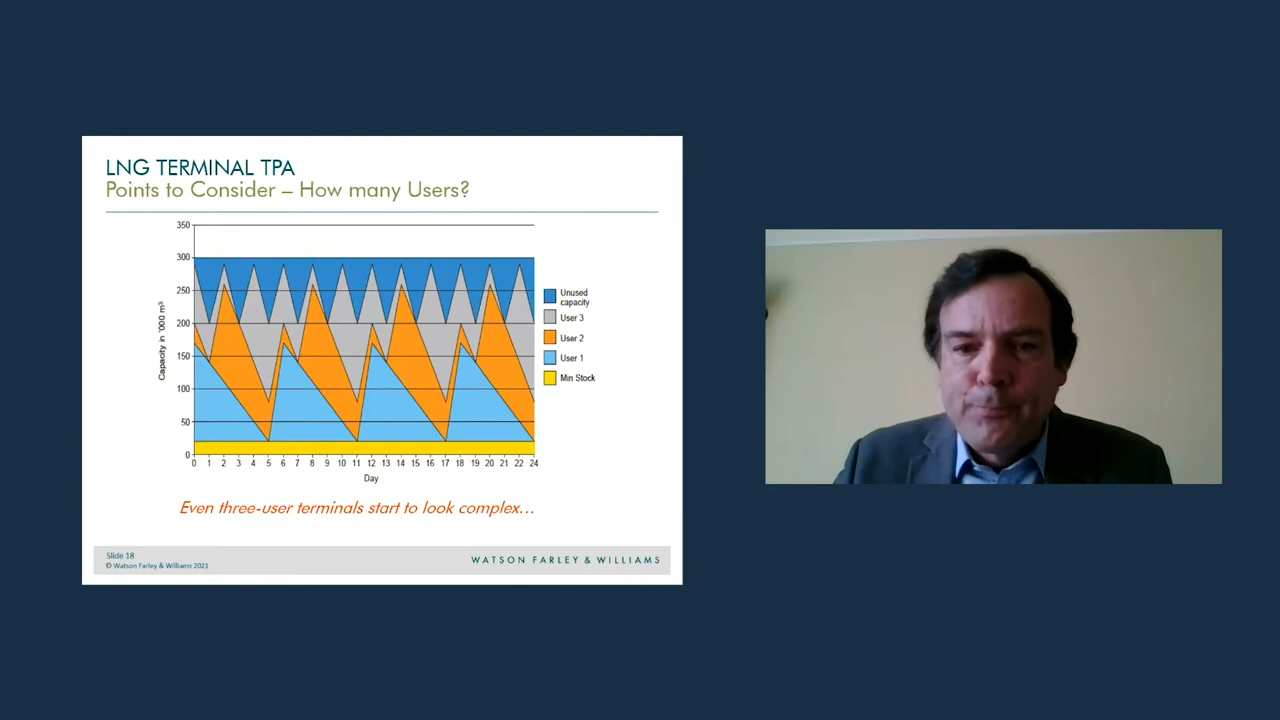 LNG TERMINAL TPA
Points to Consider – How many Users?
350
300
250
200
150
100
50
0
Capacity in '000 m³
0 1 2 3 4 5 6 7 8 9 10 11 12 13 14 15 16 17 18 19 20 21 22 24
Day
Unused
capacity
User 3
User 2
User 1
Min Stock
Even three-user terminals start to look complex...
Slide 18
© Watson Farley & Williams 2021
WATSON FARLEY & WILLIAMS